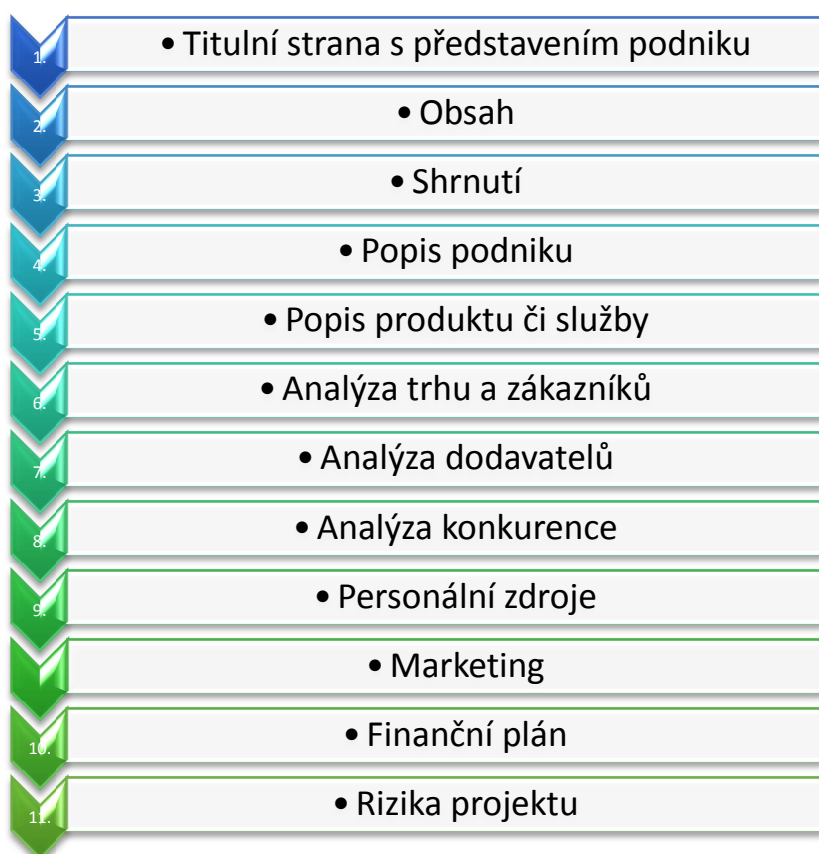 1. • Titulní strana s představením podniku
2. • Obsah
3. • Shrnutí
4. • Popis podniku
5. • Popis produktu či služby
6. • Analýza trhu a zákazníků
7. • Analýza dodavatelů
8. • Analýza konkurence
9. • Personální zdroje
• Marketing
10. • Finanční plán
11. • Rizika projektu